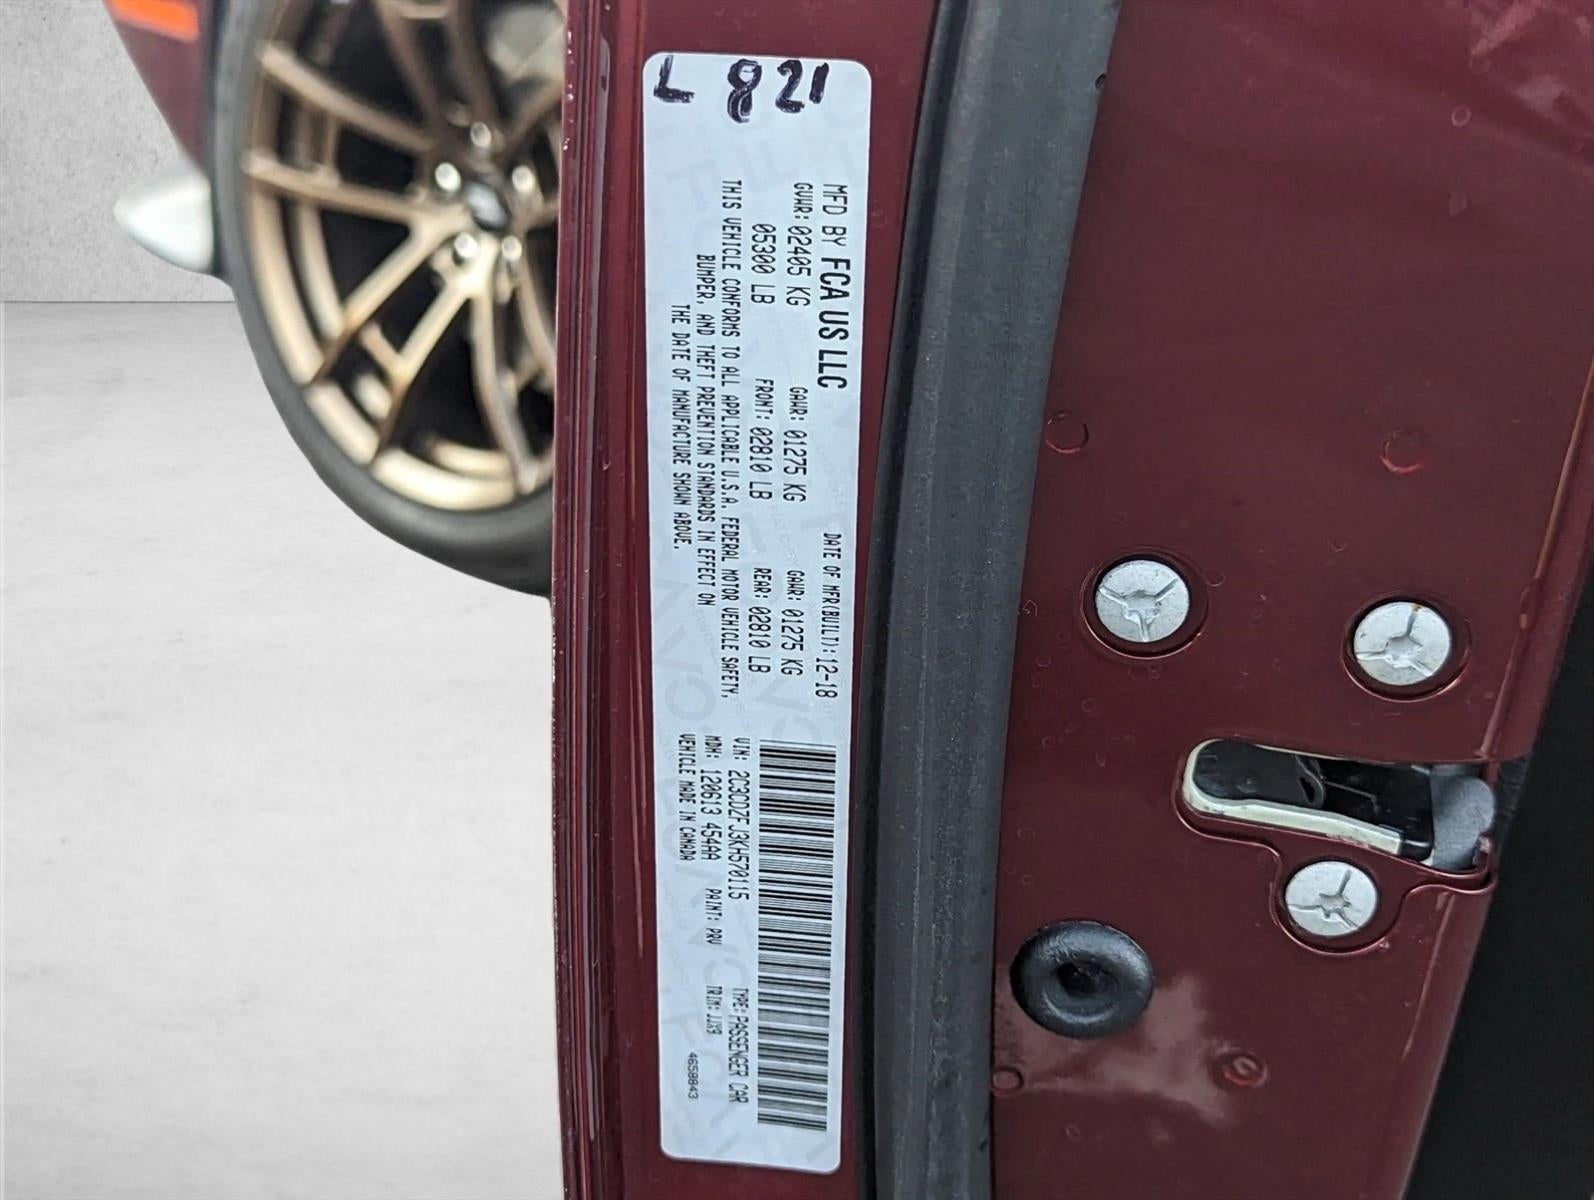 L 821
MFD BY FCA US LLC DATE OF MFR(BUILT): 12-18
GVWR: 02405 KG GAWR: 01275 KG GAWR: 01275 KG
05300 LB FRONT: 02810 LB REAR: 02810 LB
THIS VEHICLE CONFORMS TO ALL APPLICABLE U.S.A. FEDERAL MOTOR VEHICLE SAFETY,
BUMPER, AND THEFT PREVENTION STANDARDS IN EFFECT ON
THE DATE OF MANUFACTURE SHOWN ABOVE.
VIN: 2C3CDZFJ3KH570115 TYPE: PASSENGER CAR
MDH: 120613 454AA PAINT: PRV TRIM: JJX9
VEHICLE MADE IN CANADA
4658843